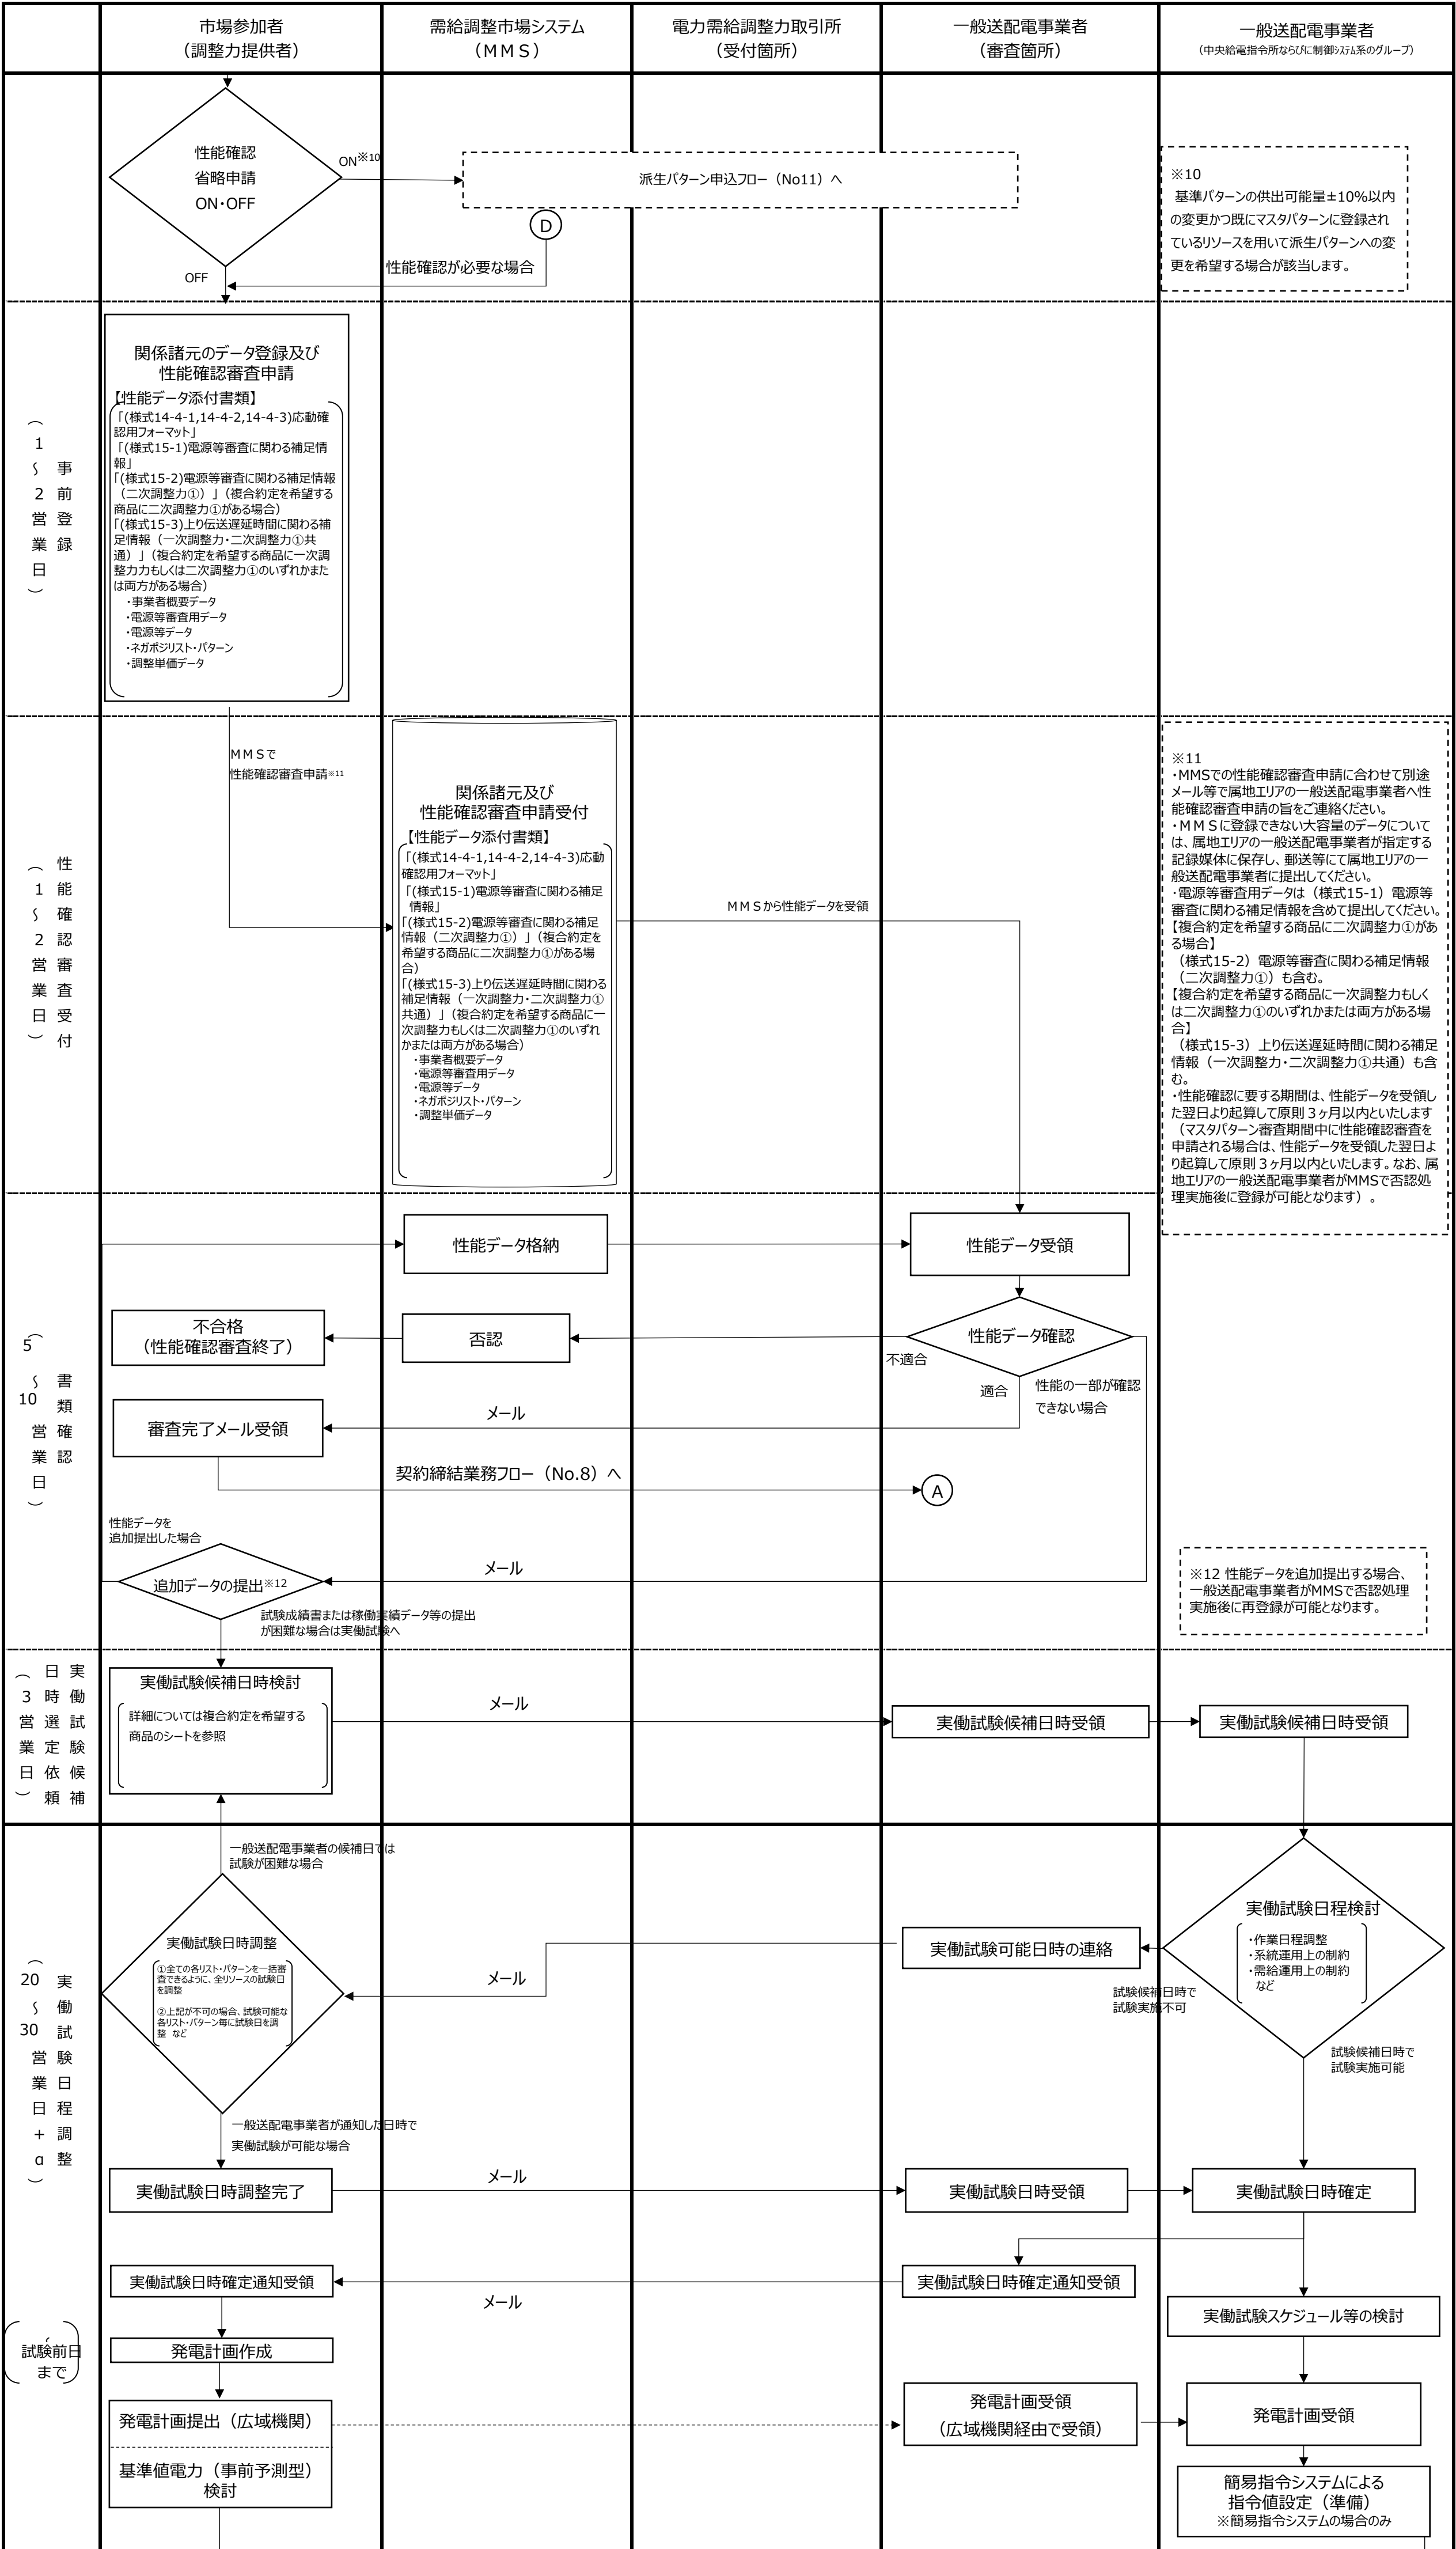 市場参加者
（調整力提供者）
需給調整市場システム
（ＭＭＳ）
電力需給調整力取引所
（受付箇所）
一般送配電事業者
（審査箇所）
一般送配電事業者
（中央給電指令所ならびに制御ｼｽﾃﾑ系のグループ）
性能確認
省略申請
ON・OFF
ON※10
派生パターン申込フロー（No11）へ
D
性能確認が必要な場合
OFF
※10
基準パターンの供出可能量±10%以内
の変更かつ既にマスタパターンに登録され
ているリソースを用いて派生パターンへの変
更を希望する場合が該当します。
事前登録
（1～2営業日）
関係諸元のデータ登録及び
性能確認審査申請
【性能データ添付書類】
「(様式14-4-1,14-4-2,14-4-3)応動確
認用フォーマット」
「(様式15-1)電源等審査に関わる補足情
報」
「(様式15-2)電源等審査に関わる補足情報
（二次調整力①）」（複合約定を希望する
商品に二次調整力①がある場合）
「(様式15-3)上り伝送遅延時間に関わる補
足情報（一次調整力・二次調整力①共
通）」（複合約定を希望する商品に一次調
整力力もしくは二次調整力①のいずれかまた
は両方がある場合）
・事業者概要データ
・電源等審査用データ
・電源等データ
・ネガポジリスト・パターン
・調整単価データ
性能確認審査受付
（1～2営業日）
ＭＭＳで
性能確認審査申請※11
関係諸元及び
性能確認審査申請受付
【性能データ添付書類】
「(様式14-4-1,14-4-2,14-4-3)応動
確認用フォーマット」
「(様式15-1)電源等審査に関わる補足
情報」
「(様式15-2)電源等審査に関わる補足
情報（二次調整力①）」（複合約定を
希望する商品に二次調整力①がある場
合）
「(様式15-3)上り伝送遅延時間に関わる
補足情報（一次調整力・二次調整力①
共通）」（複合約定を希望する商品に一
次調整力もしくは二次調整力①のいずれ
かまたは両方がある場合）
・事業者概要データ
・電源等審査用データ
・電源等データ
・ネガポジリスト・パターン
・調整単価データ
ＭＭＳから性能データを受領
※11
・MMSでの性能確認審査申請に合わせて別途
メール等で属地エリアの一般送配電事業者へ性
能確認審査申請の旨をご連絡ください。
・ＭＭＳに登録できない大容量のデータについて
は、属地エリアの一般送配電事業者が指定する
記録媒体に保存し、郵送等にて属地エリアの一
般送配電事業者に提出してください。
・電源等審査用データは（様式15-1）電源等
審査に関わる補足情報を含めて提出してください。
【複合約定を希望する商品に二次調整力①があ
る場合】
（様式15-2）電源等審査に関わる補足情報
（二次調整力①）も含む。
【複合約定を希望する商品に一次調整力もしく
は二次調整力①のいずれかまたは両方がある場
合】
（様式15-3）上り伝送遅延時間に関わる補足
情報（一次調整力・二次調整力①共通）も含
む。
・性能確認に要する期間は、性能データを受領し
た翌日より起算して原則３ヶ月以内といたします
（マスタパターン審査期間中に性能確認審査を
申請される場合は、性能データを受領した翌日よ
り起算して原則３ヶ月以内といたします。なお、属
地エリアの一般送配電事業者がMMSで否認処
理実施後に登録が可能となります）。
書類確認
（5～10営業日）
性能データ格納
性能データ受領
不合格
（性能確認審査終了）
否認
性能データ確認
不適合
適合
性能の一部が確認
できない場合
審査完了メール受領
メール
契約締結業務フロー（No.8）へ
A
性能データを
追加提出した場合
追加データの提出※12
メール
試験成績書または稼働実績データ等の提出
が困難な場合は実働試験へ
※12 性能データを追加提出する場合、
一般送配電事業者がMMSで否認処理
実施後に再登録が可能となります。
実働試験候補
日時選定依頼
（3営業日）
実働試験候補日時検討
詳細については複合約定を希望する
商品のシートを参照
メール
実働試験候補日時受領
実働試験候補日時受領
実働試験日程調整
（20～30営業日+α）
一般送配電事業者の候補日では
試験が困難な場合
実働試験日時調整
①全ての各リスト・パターンを一括審
査できるように、全リソースの試験日
を調整
②上記が不可の場合、試験可能な
各リスト・パターン毎に試験日を調
整 など
メール
実働試験可能日時の連絡
実働試験日程検討
・作業日程調整
・系統運用上の制約
・需給運用上の制約
など
試験候補日時で
試験実施不可
試験候補日時で
試験実施可能
一般送配電事業者が通知した日時で
実働試験が可能な場合
実働試験日時調整完了
メール
実働試験日時受領
実働試験日時確定
実働試験日時確定通知受領
メール
実働試験日時確定通知受領
実働試験スケジュール等の検討
～
試験前日
まで
発電計画作成
発電計画提出（広域機関）
基準値電力（事前予測型）
検討
発電計画受領
（広域機関経由で受領）
発電計画受領
簡易指令システムによる
指令値設定（準備）
※簡易指令システムの場合のみ